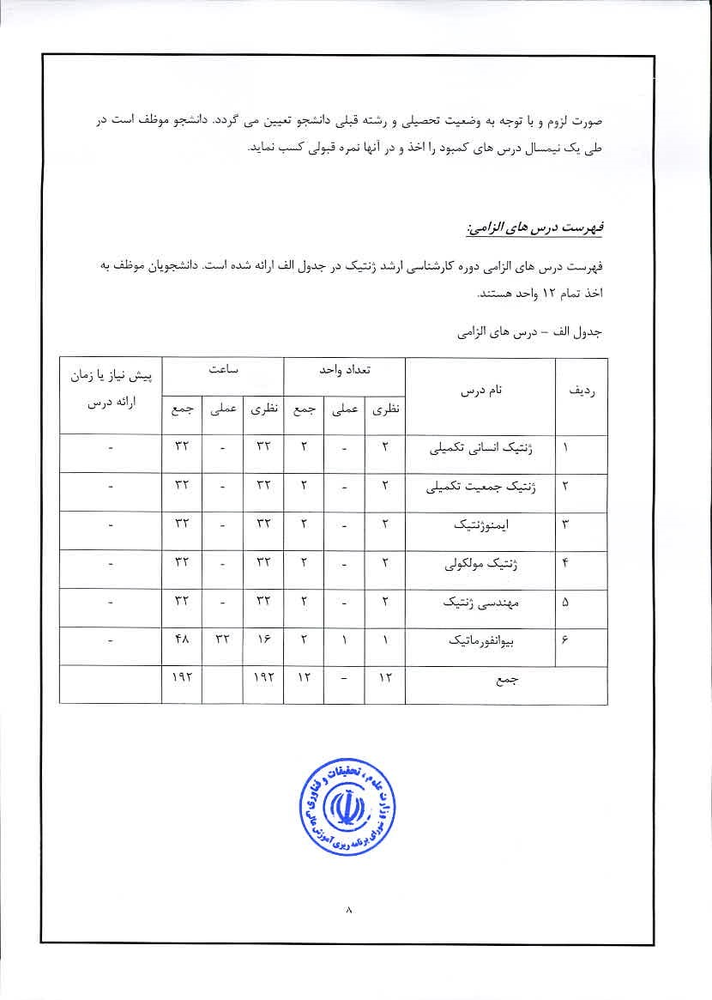 صورت لزوم و با توجه به وضعیت تحصیلی و رشته قبلی دانشجو تعیین می گردد. دانشجو موظف است در
طی یک نیمسال درس های کمبود را اخذ و در آنها نمره قبولی کسب نماید.
فهرست درس های الزامی:
فهرست درس های الزامی دوره کارشناسی ارشد ژنتیک در جدول الف ارائه شده است. دانشجویان موظف به
اخذ تمام ۱۲ واحد هستند.
جدول الف – درس های الزامی
ردیف نام درس تعداد واحد ساعت پیش نیاز یا زمان
ارائه درس
نظری عملی جمع نظری عملی جمع
۱ ژنتیک انسانی تکمیلی ۲ - ۲ ۳۲ - ۳۲ -
۲ ژنتیک جمعیت تکمیلی ۲ - ۲ ۳۲ - ۳۲ -
۳ ایمنوژنتیک ۲ - ۲ ۳۲ - ۳۲ -
۴ ژنتیک مولکولی ۲ - ۲ ۳۲ - ۳۲ -
۵ مهندسی ژنتیک ۲ - ۲ ۳۲ - ۳۲ -
۶ بیوانفورماتیک ۱ ۱ ۲ ۱۶ ۳۲ ۴۸ -
جمع ۱۲ – ۱۲ ۱۹۲ ۱۹۲
وزارت علوم، تحقیقات و فناوری
شورای برنامه ریزی آموزش عالی
۸